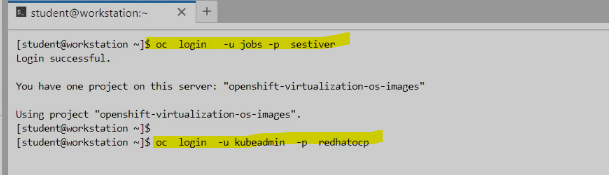 student@workstation:~
[student@workstation ~]$ oc login -u jobs -p sestiver
Login successful.
You have one project on this server: "openshift-virtualization-os-images"
Using project "openshift-virtualization-os-images".
[student@workstation ~]$
[student@workstation ~]$ oc login -u kubeadmin -p redhatocp